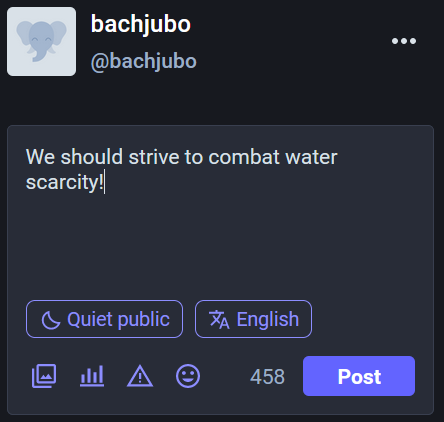 bachjubo
@bachjubo
We should strive to combat water
scarcity!
Quiet public
English
458
Post